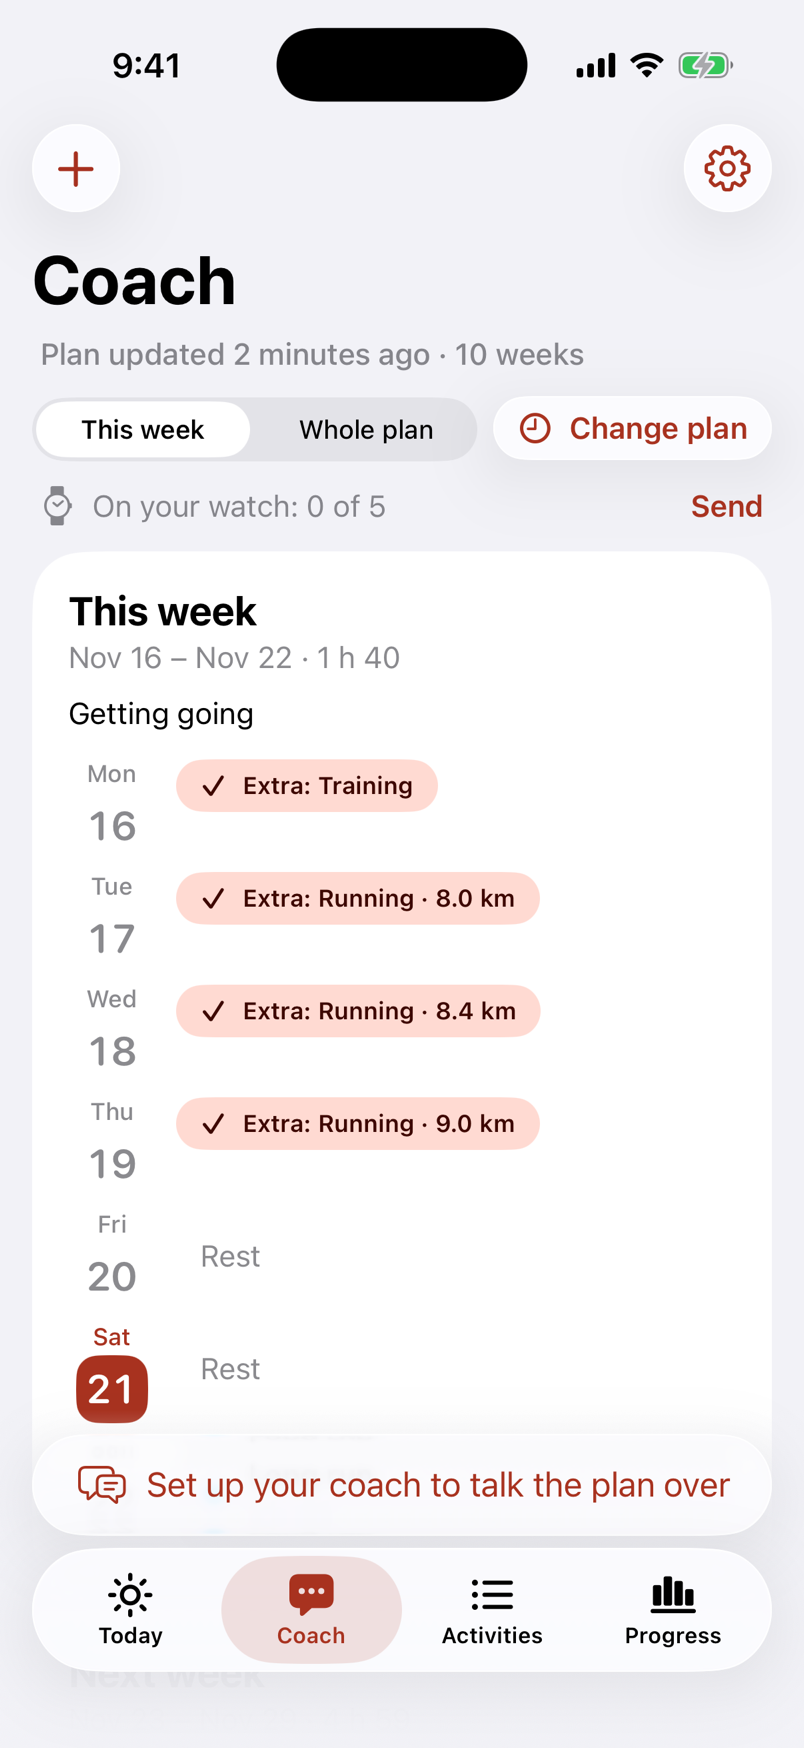 9:41
Coach
Plan updated 2 minutes ago · 10 weeks
This week
Whole plan
Change plan
On your watch: 0 of 5
Send
This week
Nov 16 – Nov 22 · 1 h 40
Getting going
Mon
16
Extra: Training
Tue
17
Extra: Running · 8.0 km
Wed
18
Extra: Running · 8.4 km
Thu
19
Extra: Running · 9.0 km
Fri
20
Rest
Sat
21
Rest
Set up your coach to talk the plan over
Today
Coach
Activities
Progress
Next week